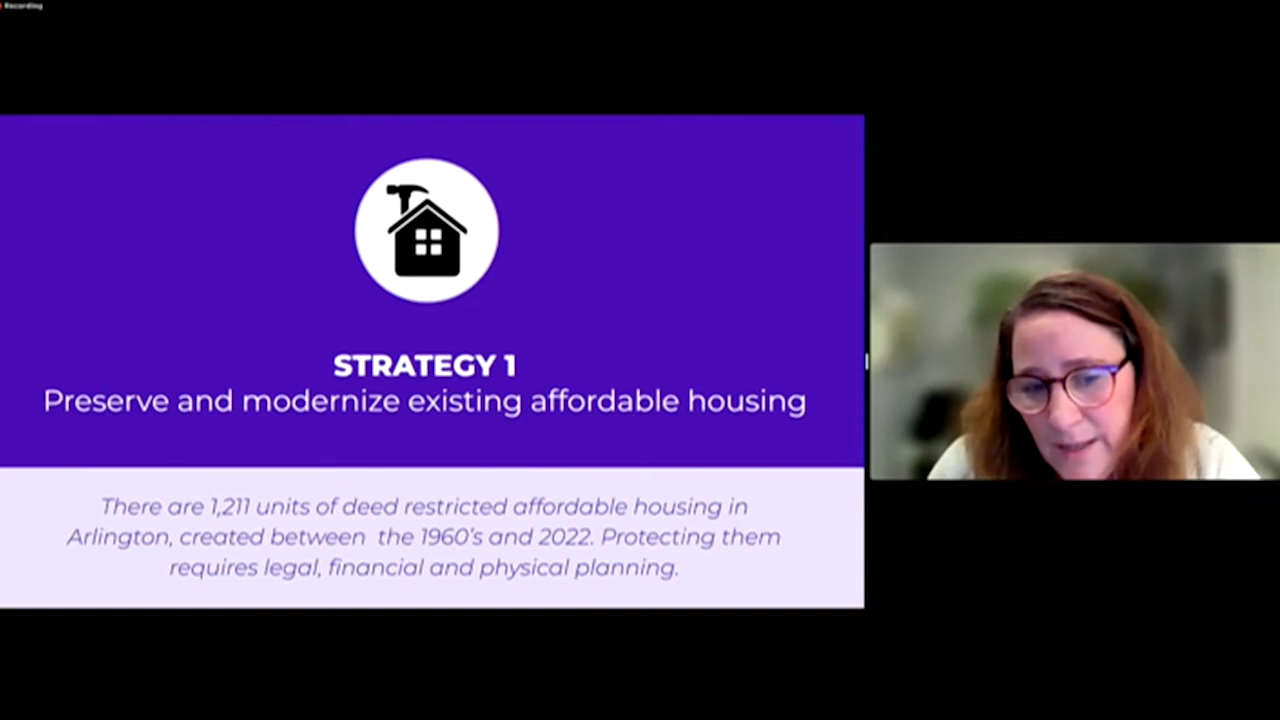 Recording
STRATEGY 1
Preserve and modernize existing affordable housing
There are 1,211 units of deed restricted affordable housing in
Arlington, created between the 1960's and 2022. Protecting them
requires legal, financial and physical planning.